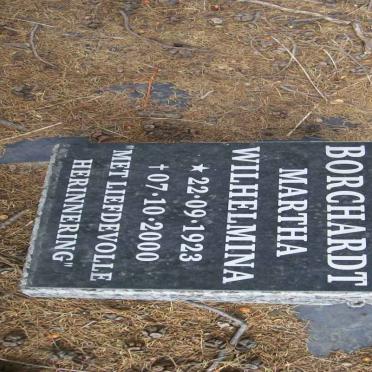 BORCHARDT
MARTHA
WILHELMINA
★ 22-09-1923
† 07-10-2000
"MET LIEFDEVOLLE
HERINNERING"